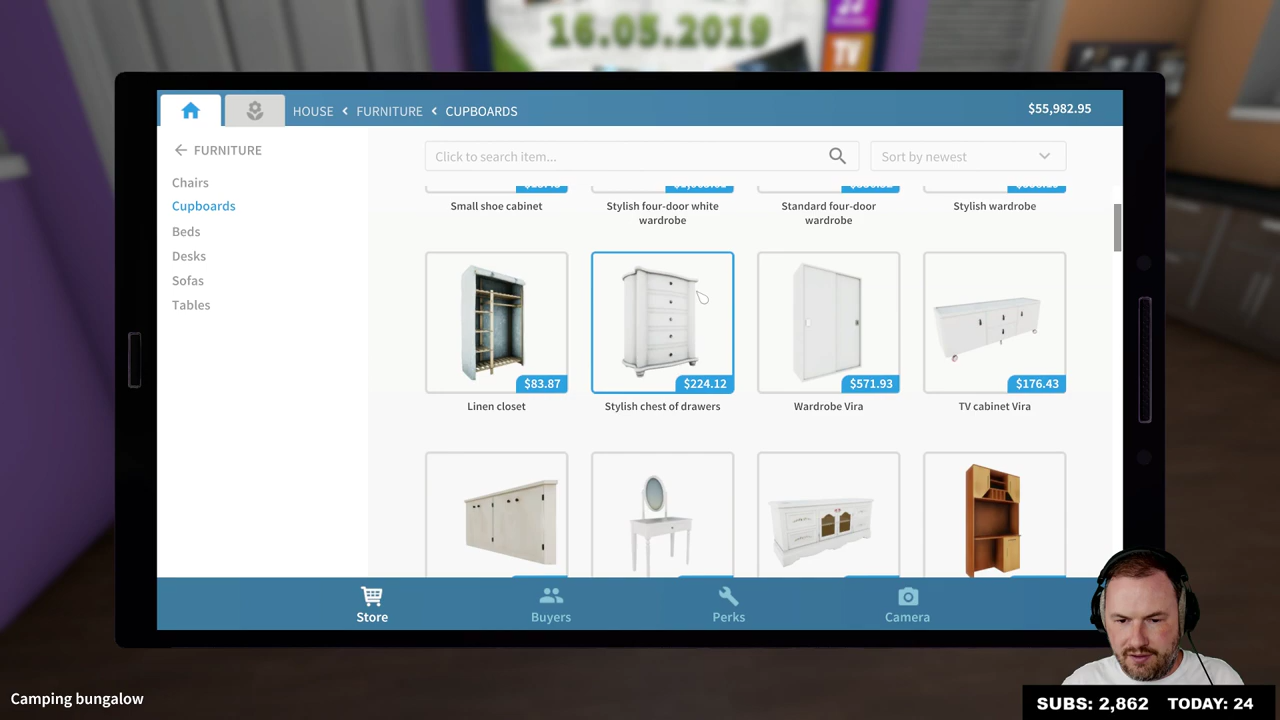 16.05.2019
TV
HOUSE < FURNITURE < CUPBOARDS
$55,982.95
FURNITURE
Click to search item...
Sort by newest
Chairs
Cupboards
Beds
Desks
Sofas
Tables
Small shoe cabinet
Stylish four-door white
wardrobe
Standard four-door
wardrobe
Stylish wardrobe
$83.87
$224.12
$571.93
$176.43
Linen closet
Stylish chest of drawers
Wardrobe Vira
TV cabinet Vira
Store
Buyers
Perks
Camera
Camping bungalow
SUBS: 2,862 TODAY: 24